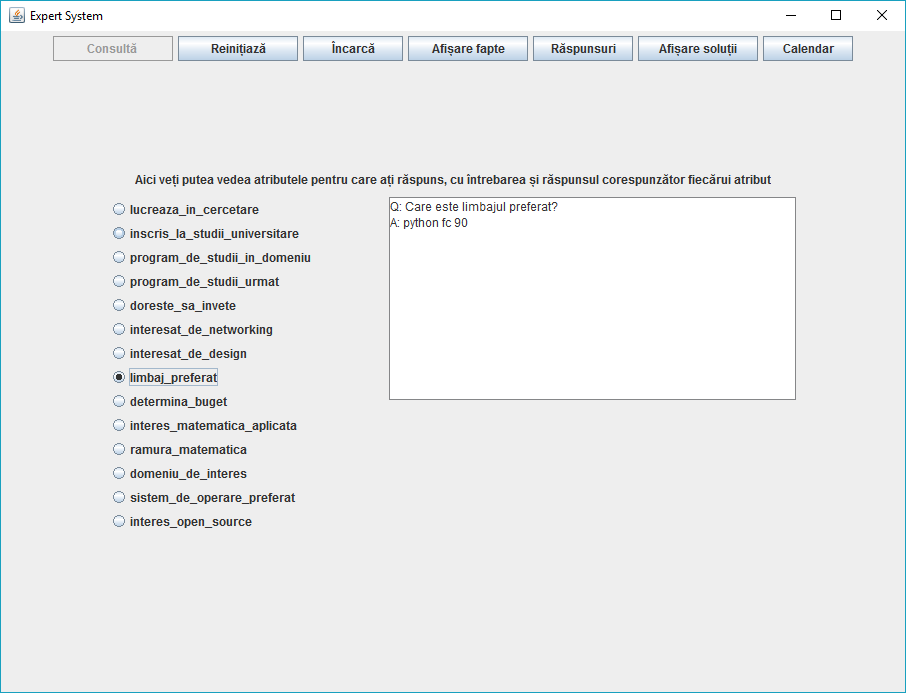 Expert System
Consultă Reinițiază Încarcă Afișare fapte Răspunsuri Afișare soluții Calendar
Aici veți putea vedea atributele pentru care ați răspuns, cu întrebarea și răspunsul corespunzător fiecărui atribut
lucreaza_in_cercetare
inscris_la_studii_universitare
program_de_studii_in_domeniu
program_de_studii_urmat
doreste_sa_invete
interesat_de_networking
interesat_de_design
limbaj_preferat
determina_buget
interes_matematica_aplicata
ramura_matematica
domeniu_de_interes
sistem_de_operare_preferat
interes_open_source
Q: Care este limbajul preferat?
A: python fc 90